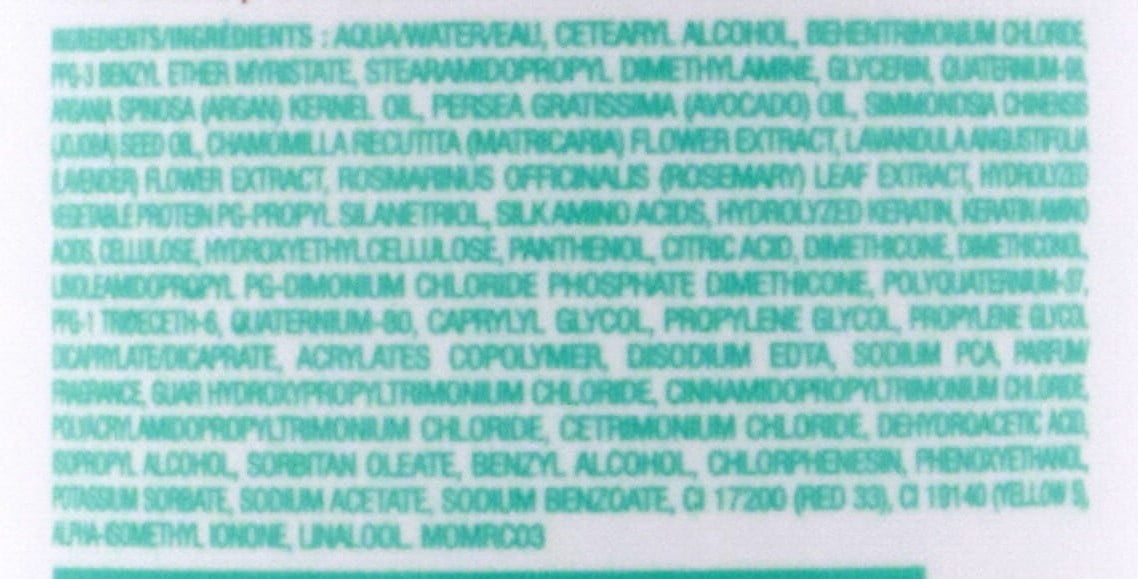 INGREDIENTS/INGRÉDIENTS : AQUA/WATER/EAU, CETEARYL ALCOHOL, BEHENTRIMONIUM CHLORIDE,
PPG-3 BENZYL ETHER MYRISTATE, STEARAMIDOPROPYL DIMETHYLAMINE, GLYCERIN, QUATERNIUM-91,
ARGANIA SPINOSA (ARGAN) KERNEL OIL, PERSEA GRATISSIMA (AVOCADO) OIL, SIMMONDSIA CHINENSIS
(JOJOBA) SEED OIL, CHAMOMILLA RECUTITA (MATRICARIA) FLOWER EXTRACT, LAVANDULA ANGUSTIFOLIA
(LAVENDER) FLOWER EXTRACT, ROSMARINUS OFFICINALIS (ROSEMARY) LEAF EXTRACT, HYDROLYZED
VEGETABLE PROTEIN PG-PROPYL SILANETRIOL, SILK AMINO ACIDS, HYDROLYZED KERATIN, KERATIN AMINO
ACIDS, CELLULOSE, HYDROXYETHYLCELLULOSE, PANTHENOL, CITRIC ACID, DIMETHICONE, DIMETHICONOL,
LINOLEAMIDOPROPYL PG-DIMONIUM CHLORIDE PHOSPHATE DIMETHICONE, POLYQUATERNIUM-37,
PPG-1 TRIDECETH-6, QUATERNIUM-80, CAPRYLYL GLYCOL, PROPYLENE GLYCOL, PROPYLENE GLYCOL
DICAPRYLATE/DICAPRATE, ACRYLATES COPOLYMER, DISODIUM EDTA, SODIUM PCA, PARFUM/
FRAGRANCE, GUAR HYDROXYPROPYLTRIMONIUM CHLORIDE, CINNAMIDOPROPYLTRIMONIUM CHLORIDE,
POLYACRYLAMIDOPROPYLTRIMONIUM CHLORIDE, CETRIMONIUM CHLORIDE, DEHYDROACETIC ACID,
ISOPROPYL ALCOHOL, SORBITAN OLEATE, BENZYL ALCOHOL, CHLORPHENESIN, PHENOXYETHANOL,
POTASSIUM SORBATE, SODIUM ACETATE, SODIUM BENZOATE, CI 17200 (RED 33), CI 19140 (YELLOW 5),
ALPHA-ISOMETHYL IONONE, LINALOOL. MOMRC03